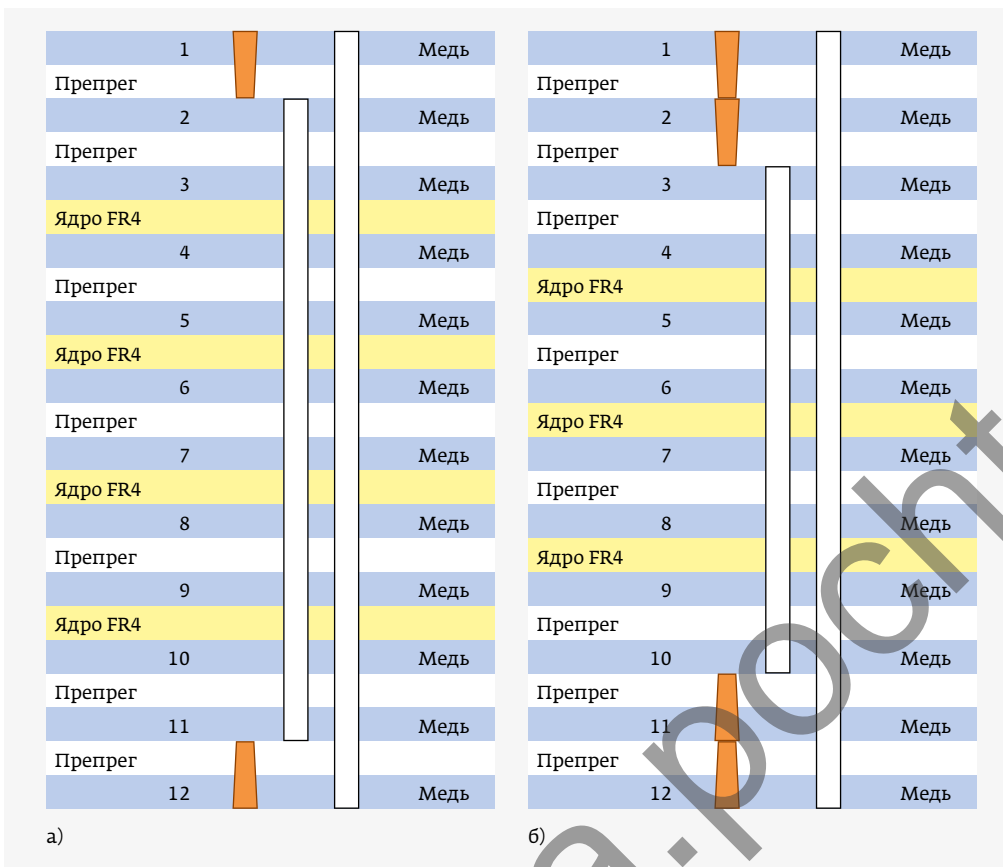 1 Медь
Препрег
2 Медь
Препрег
3 Медь
Ядро FR4
4 Медь
Препрег
5 Медь
Ядро FR4
6 Медь
Препрег
7 Медь
Ядро FR4
8 Медь
Препрег
9 Медь
Ядро FR4
10 Медь
Препрег
11 Медь
Препрег
12 Медь
а)
1 Медь
Препрег
2 Медь
Препрег
3 Медь
Препрег
4 Медь
Ядро FR4
5 Медь
Препрег
6 Медь
Ядро FR4
7 Медь
Препрег
8 Медь
Ядро FR4
9 Медь
Препрег
10 Медь
Препрег
11 Медь
Препрег
12 Медь
б)